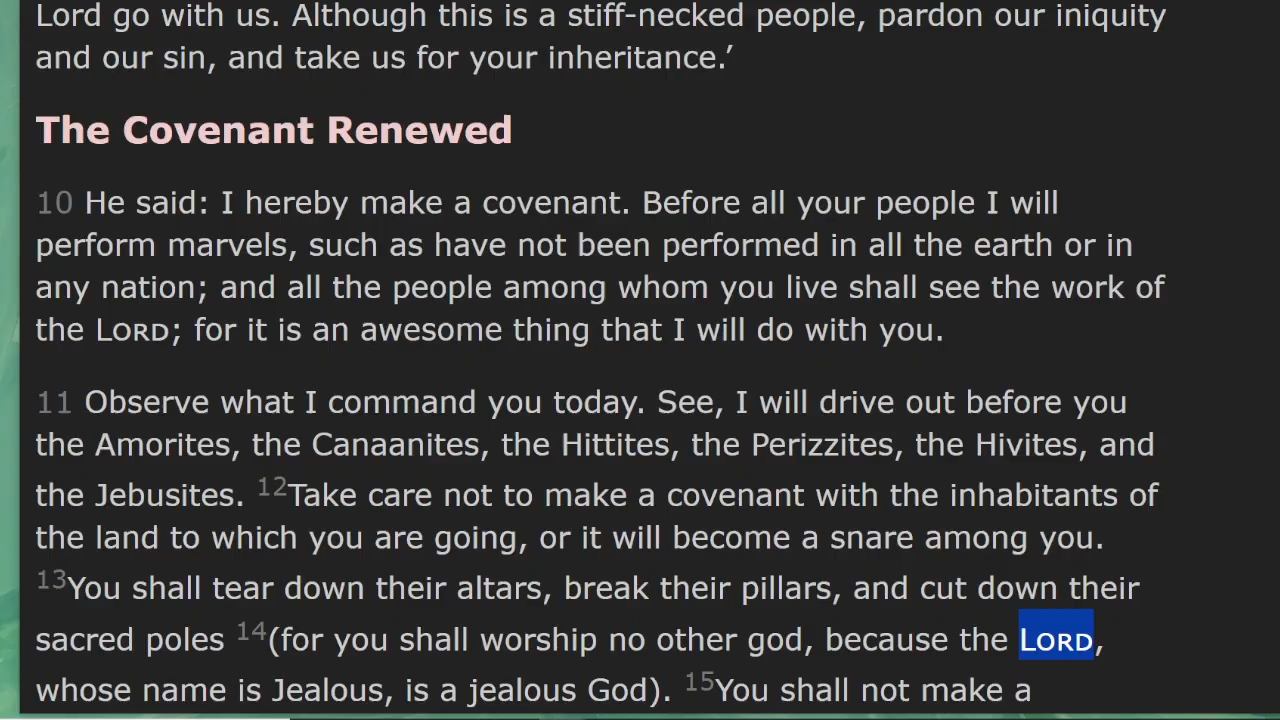 Lord go with us. Although this is a stiff-necked people, pardon our iniquity
and our sin, and take us for your inheritance.’
The Covenant Renewed
10 He said: I hereby make a covenant. Before all your people I will
perform marvels, such as have not been performed in all the earth or in
any nation; and all the people among whom you live shall see the work of
the LORD; for it is an awesome thing that I will do with you.
11 Observe what I command you today. See, I will drive out before you
the Amorites, the Canaanites, the Hittites, the Perizzites, the Hivites, and
the Jebusites. 12Take care not to make a covenant with the inhabitants of
the land to which you are going, or it will become a snare among you.
13You shall tear down their altars, break their pillars, and cut down their
sacred poles 14(for you shall worship no other god, because the LORD,
whose name is Jealous, is a jealous God). 15You shall not make a